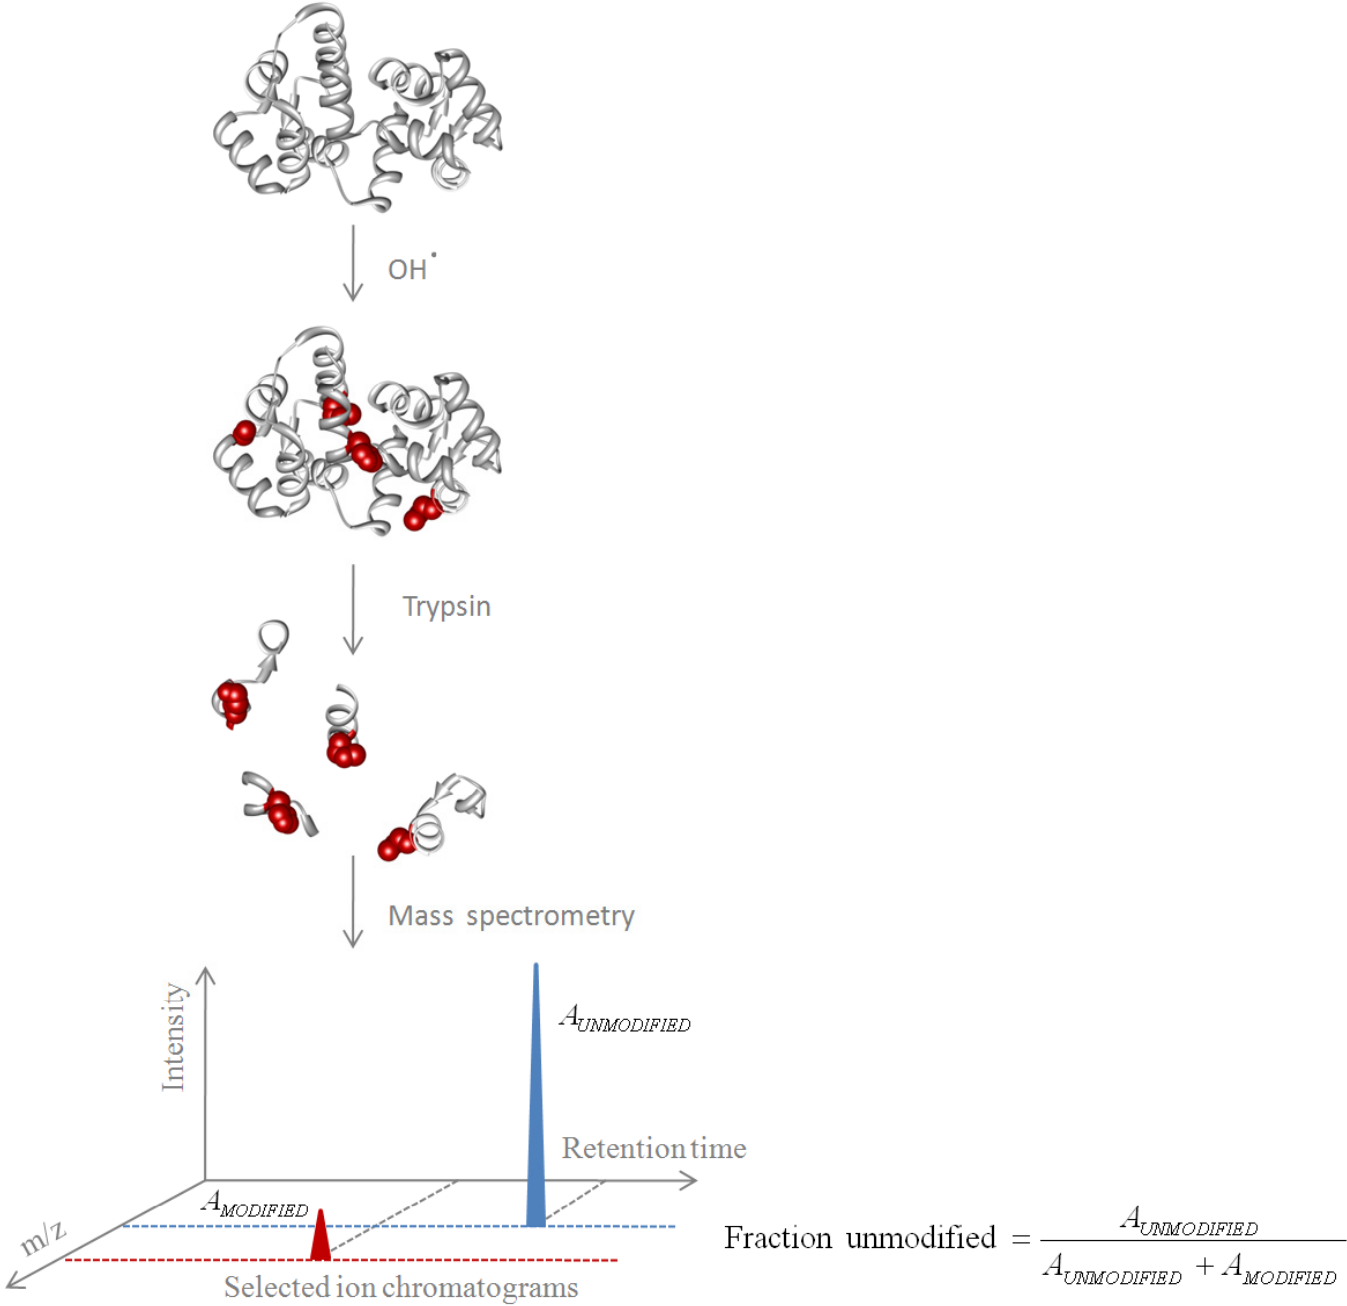 OH•
Trypsin
Mass spectrometry
Intensity
A_UNMODIFIED
Retention time
A_MODIFIED
m/z
Selected ion chromatograms
Fraction unmodified = A_UNMODIFIED / A_UNMODIFIED + A_MODIFIED